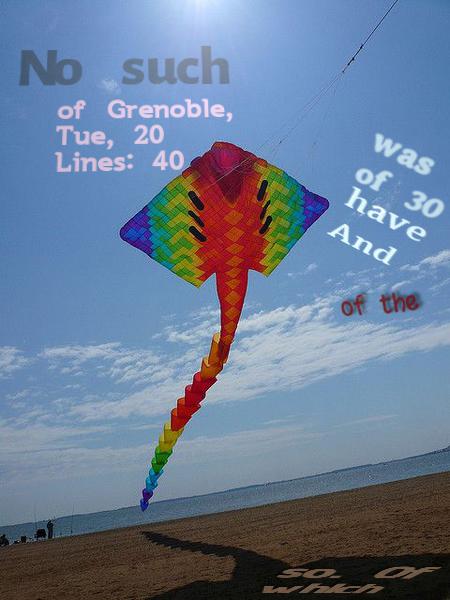 No such
of Grenoble,
Tue, 20
Lines: 40
was
of 30
have
And
of the
so. Of
which